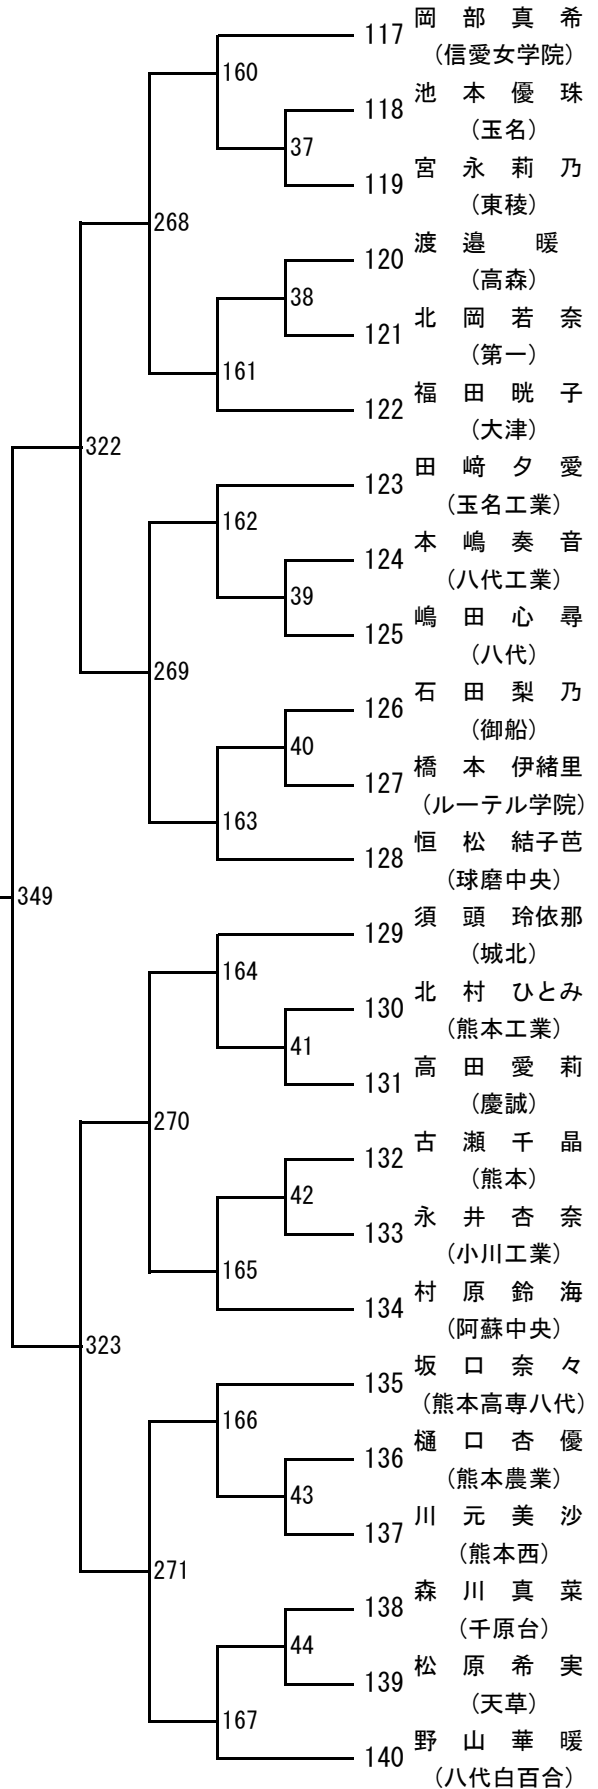 117 岡部真希
(信愛女学院)
160
118 池本優珠
(玉名)
37
119 宮永莉乃
(東稜)
268
120 渡邉暖
(高森)
38
121 北岡若奈
(第一)
161
122 福田晄子
(大津)
322
123 田﨑夕愛
(玉名工業)
162
124 本嶋奏音
(八代工業)
39
125 嶋田心尋
(八代)
269
126 石田梨乃
(御船)
40
127 橋本伊緒里
(ルーテル学院)
163
128 恒松結子芭
(球磨中央)
349
129 須頭玲依那
(城北)
164
130 北村ひとみ
(熊本工業)
41
131 高田愛莉
(慶誠)
270
132 古瀬千晶
(熊本)
42
133 永井杏奈
(小川工業)
165
134 村原鈴海
(阿蘇中央)
323
135 坂口奈々
(熊本高専八代)
166
136 樋口杏優
(熊本農業)
43
137 川元美沙
(熊本西)
271
138 森川真菜
(千原台)
44
139 松原希実
(天草)
167
140 野山華暖
(八代白百合)